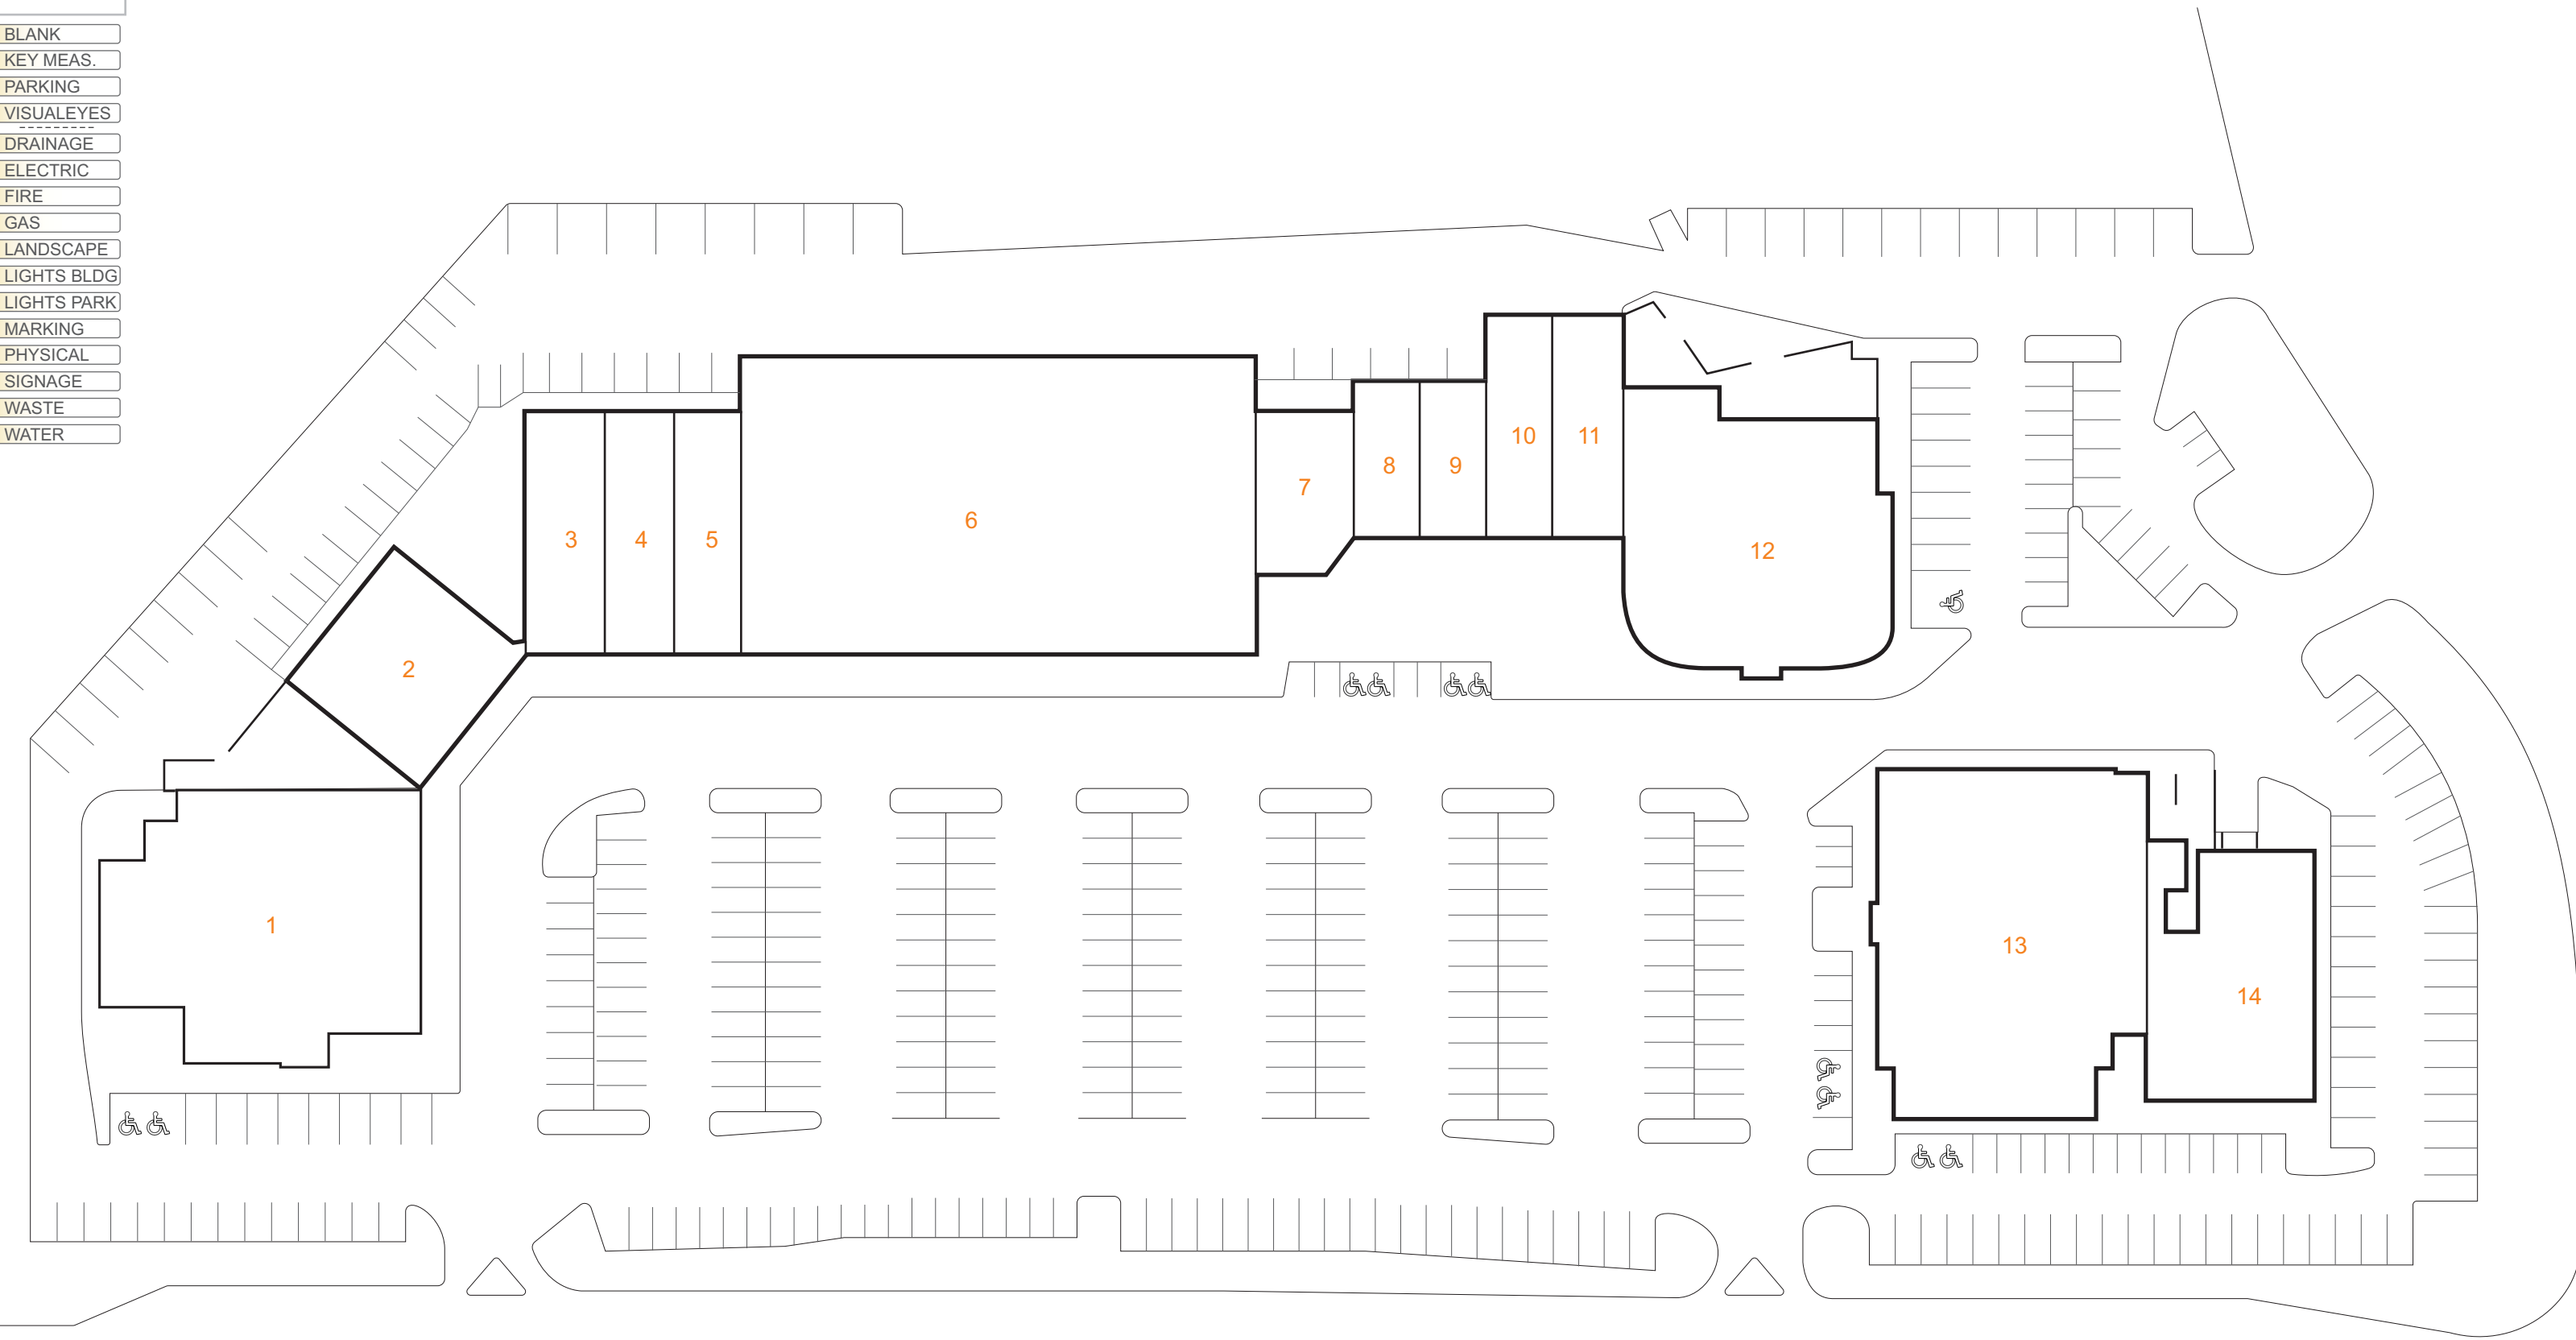 BLANK
KEY MEAS.
PARKING
VISUALEYES
----------
DRAINAGE
ELECTRIC
FIRE
GAS
LANDSCAPE
LIGHTS BLDG
LIGHTS PARK
MARKING
PHYSICAL
SIGNAGE
WASTE
WATER
1
2
3
4
5
6
7
8
9
10
11
12
13
14